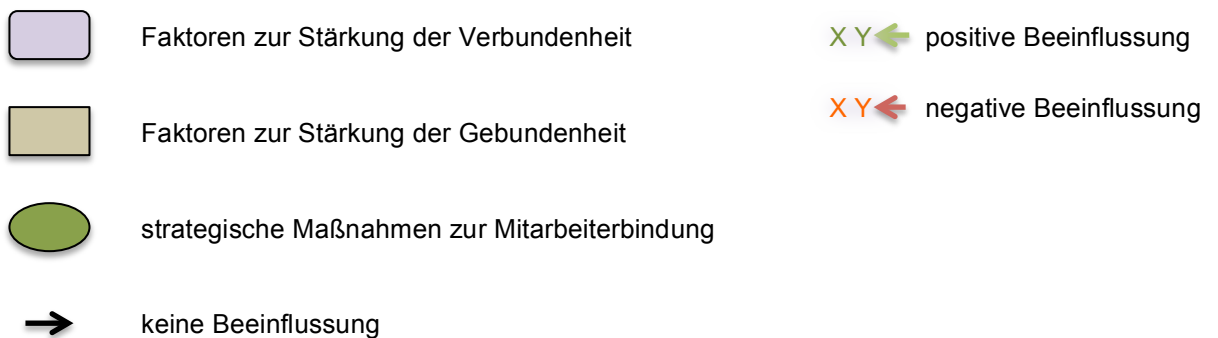 Faktoren zur Stärkung der Verbundenheit
X Y positive Beeinflussung
Faktoren zur Stärkung der Gebundenheit
X Y negative Beeinflussung
strategische Maßnahmen zur Mitarbeiterbindung
keine Beeinflussung